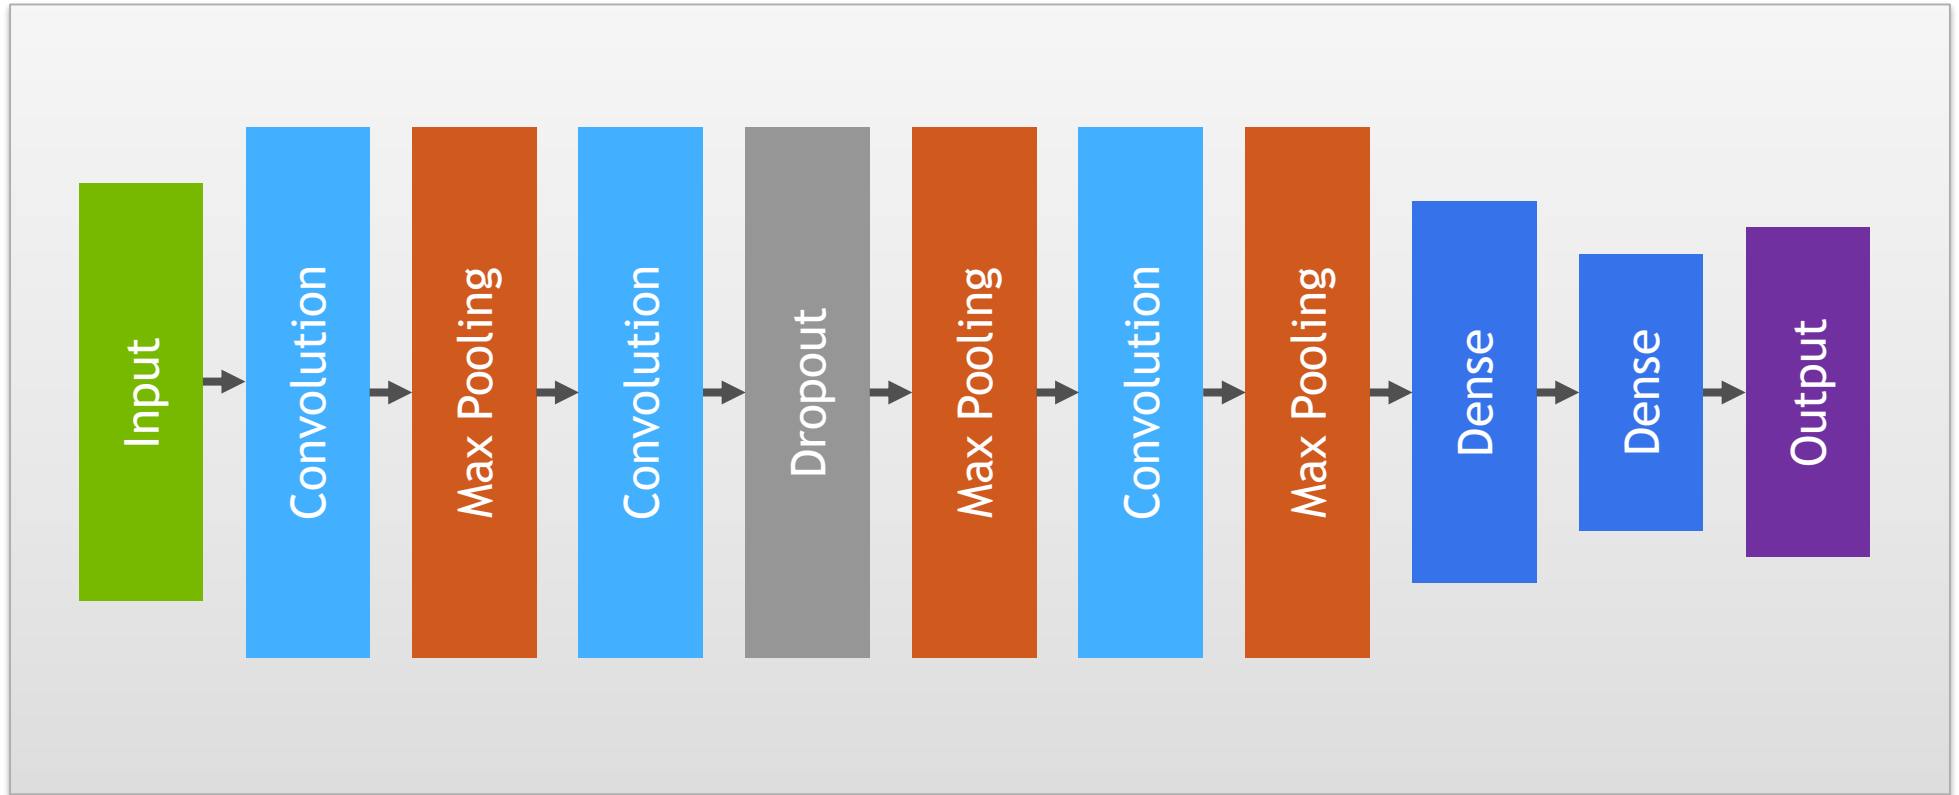 Input
Convolution
Max Pooling
Convolution
Dropout
Max Pooling
Convolution
Max Pooling
Dense
Dense
Output